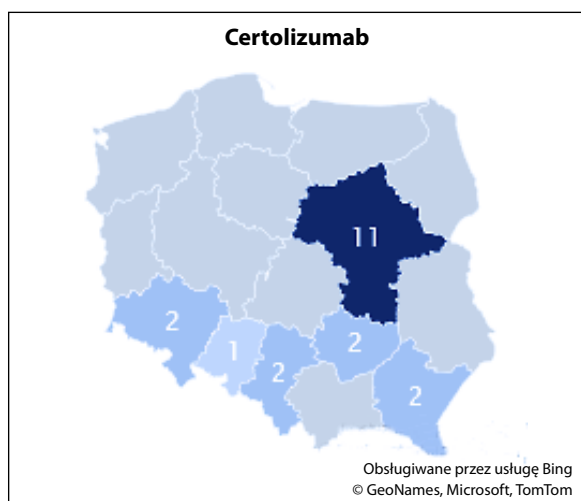 Certolizumab
11
2
1
2
2
2
Obsługiwane przez usługę Bing
© GeoNames, Microsoft, TomTom